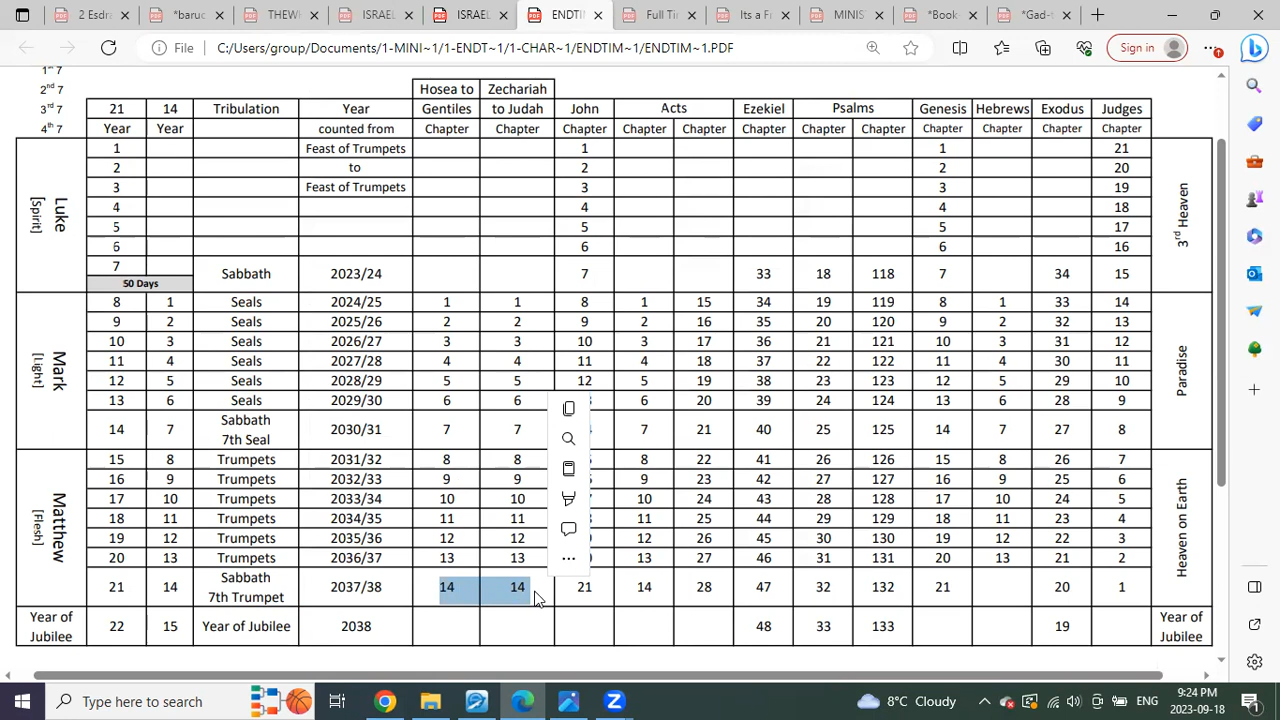 2 Esdra
*baruc
THEW
ISRAEL
ISRAEL
ENDTIM
Full Tim
Its a Fr
MINIS
*Book
*Gad-t
File C:/Users/group/Documents/1-MINI~1/1-ENDT~1/1-CHAR~1/ENDTIM~1/ENDTIM~1.PDF Sign in
1st 7
2nd 7 Hosea to Zechariah
3rd 7 21 14 Tribulation Year Gentiles to Judah John Acts Ezekiel Psalms Genesis Hebrews Exodus Judges
4th 7 Year Year counted from Chapter Chapter Chapter Chapter Chapter Chapter Chapter Chapter Chapter Chapter Chapter Chapter
Luke
[Spirit]
1 Feast of Trumpets 1 1 21
2 to 2 2 20
3 Feast of Trumpets 3 3 19
4 4 4 18
5 5 5 17
6 6 6 16
7 Sabbath 2023/24 7 33 18 118 7 34 15
50 Days
3rd Heaven
Mark
[Light]
8 1 Seals 2024/25 1 1 8 1 15 34 19 119 8 1 33 14
9 2 Seals 2025/26 2 2 9 2 16 35 20 120 9 2 32 13
10 3 Seals 2026/27 3 3 10 3 17 36 21 121 10 3 31 12
11 4 Seals 2027/28 4 4 11 4 18 37 22 122 11 4 30 11
12 5 Seals 2028/29 5 5 12 5 19 38 23 123 12 5 29 10
13 6 Seals 2029/30 6 6 6 20 39 24 124 13 6 28 9
14 7 Sabbath 7th Seal 2030/31 7 7 7 21 40 25 125 14 7 27 8
Paradise
Matthew
[Flesh]
15 8 Trumpets 2031/32 8 8 8 22 41 26 126 15 8 26 7
16 9 Trumpets 2032/33 9 9 9 23 42 27 127 16 9 25 6
17 10 Trumpets 2033/34 10 10 10 24 43 28 128 17 10 24 5
18 11 Trumpets 2034/35 11 11 11 25 44 29 129 18 11 23 4
19 12 Trumpets 2035/36 12 12 12 26 45 30 130 19 12 22 3
20 13 Trumpets 2036/37 13 13 13 27 46 31 131 20 13 21 2
21 14 Sabbath 7th Trumpet 2037/38 14 14 21 14 28 47 32 132 21 20 1
Heaven on Earth
Year of Jubilee 22 15 Year of Jubilee 2038 48 33 133 19 Year of Jubilee
Type here to search
8°C Cloudy
ENG
9:24 PM
2023-09-18